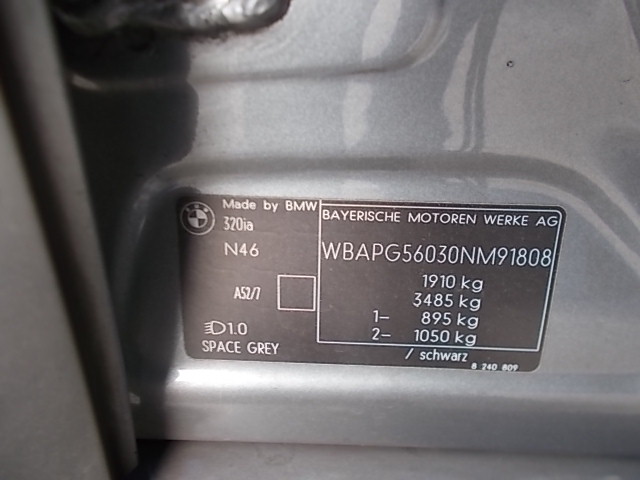 Made by BMW
320ia
N46
A52/7
1.0
SPACE GREY
BAYERISCHE MOTOREN WERKE AG
WBAPG56030NM91808
1910 kg
3485 kg
1- 895 kg
2- 1050 kg
/ schwarz
8 240 809